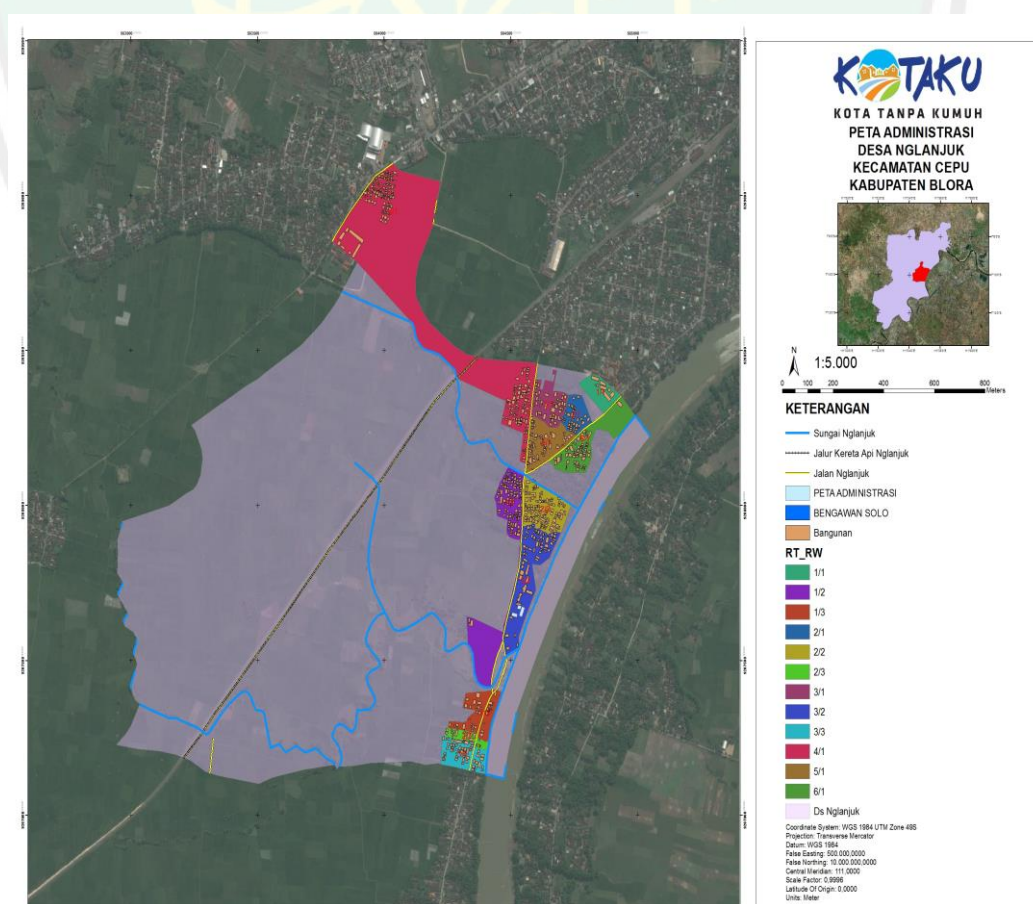 KOTAKU
KOTA TANPA KUMUH
PETA ADMINISTRASI
DESA NGLANJUK
KECAMATAN CEPU
KABUPATEN BLORA
N
1:5.000
0 100 200 400 600 800
Meters
KETERANGAN
Sungai Nglanjuk
Jalur Kereta Api Nglanjuk
Jalan Nglanjuk
PETA ADMINISTRASI
BENGAWAN SOLO
Bangunan
RT_RW
1/1
1/2
1/3
2/1
2/2
2/3
3/1
3/2
3/3
4/1
5/1
6/1
Ds Nglanjuk
Coordinate System: WGS 1984 UTM Zone 49S
Projection: Transverse Mercator
Datum: WGS 1984
False Easting: 500.000,0000
False Northing: 10.000.000,0000
Central Meridian: 111,0000
Scale Factor: 0,9996
Latitude Of Origin: 0,0000
Units: Meter